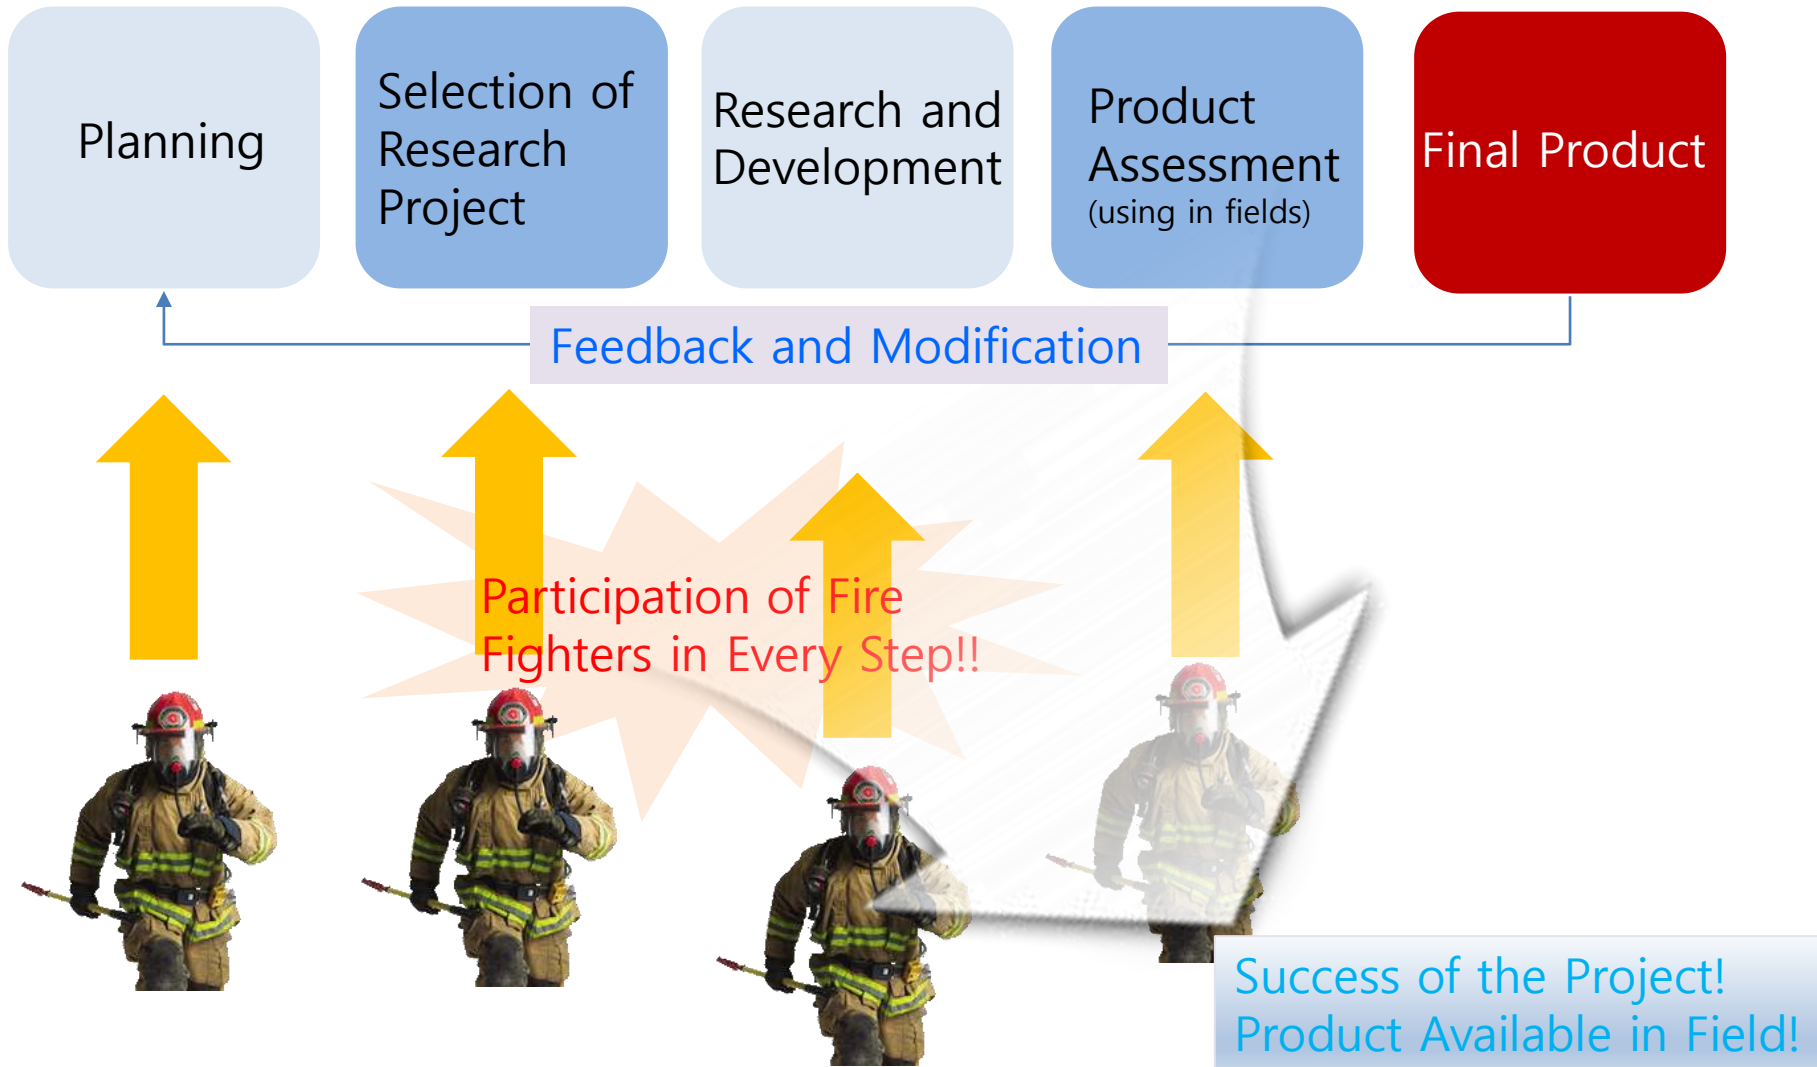 Planning
Selection of
Research
Project
Research and
Development
Product
Assessment
(using in fields)
Final Product
Feedback and Modification
Participation of Fire
Fighters in Every Step!!
Success of the Project!
Product Available in Field!